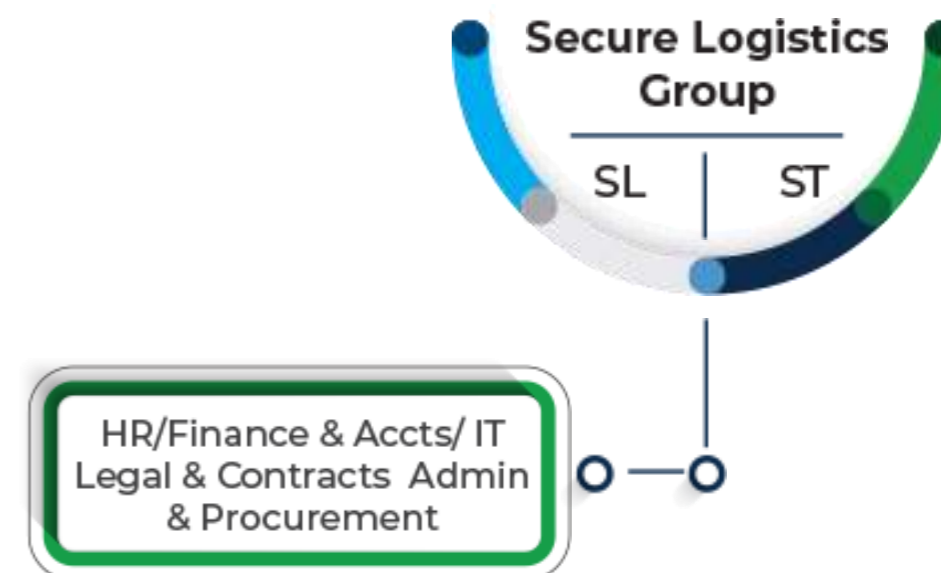 Secure Logistics
Group
SL ST
HR/Finance & Accts/ IT
Legal & Contracts Admin
& Procurement